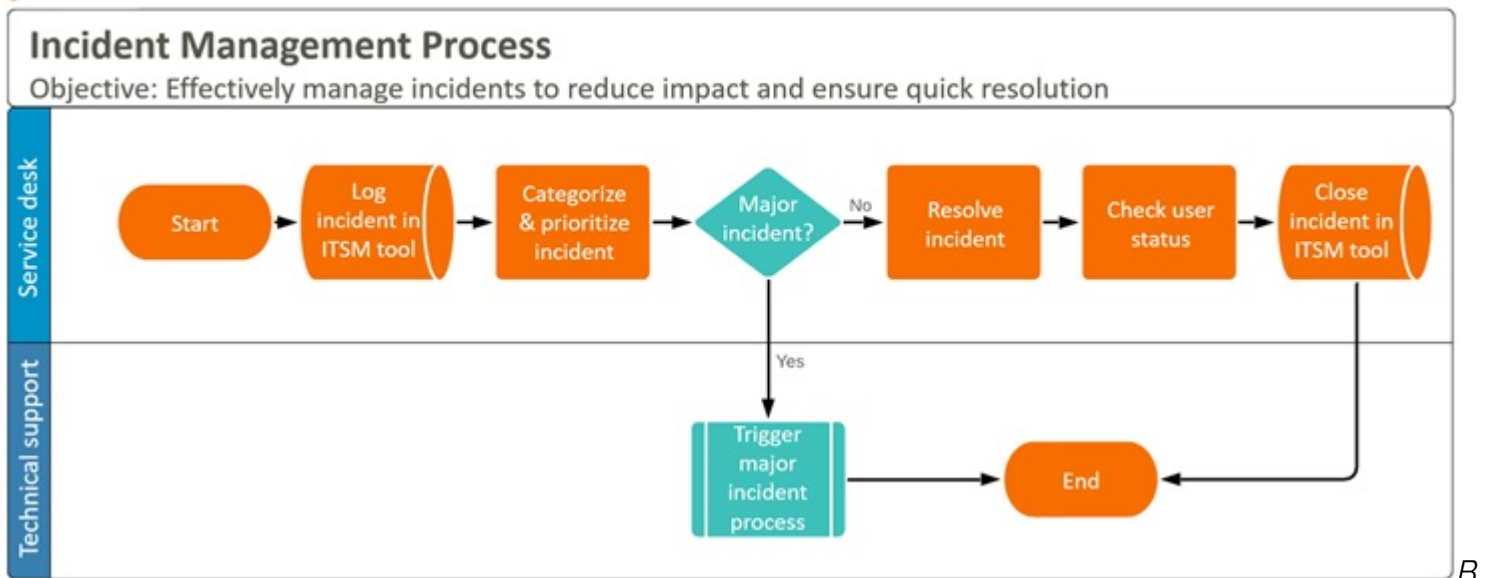 Incident Management Process
Objective: Effectively manage incidents to reduce impact and ensure quick resolution
Service desk
Start
Log
incident in
ITSM tool
Categorize
& prioritize
incident
Major
incident?
No
Resolve
incident
Check user
status
Close
incident in
ITSM tool
Yes
Technical support
Trigger
major
incident
process
End
R